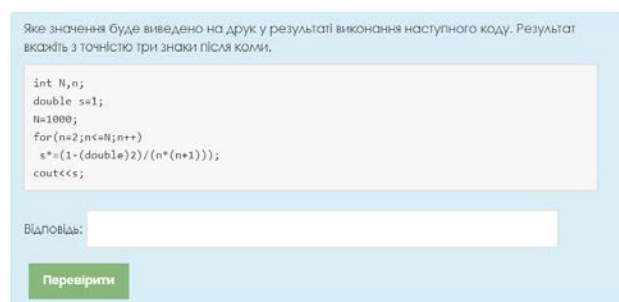 Яке значення буде виведено на друк у результаті виконання наступного коду. Результат
вкажіть з точністю три знаки після коми.
int N,n;
double s=1;
N=1000;
for(n=2;n<=N;n++)
s*=(1-(double)2)/(n*(n+1)));
cout<<s;
Відповідь:
Перевірити